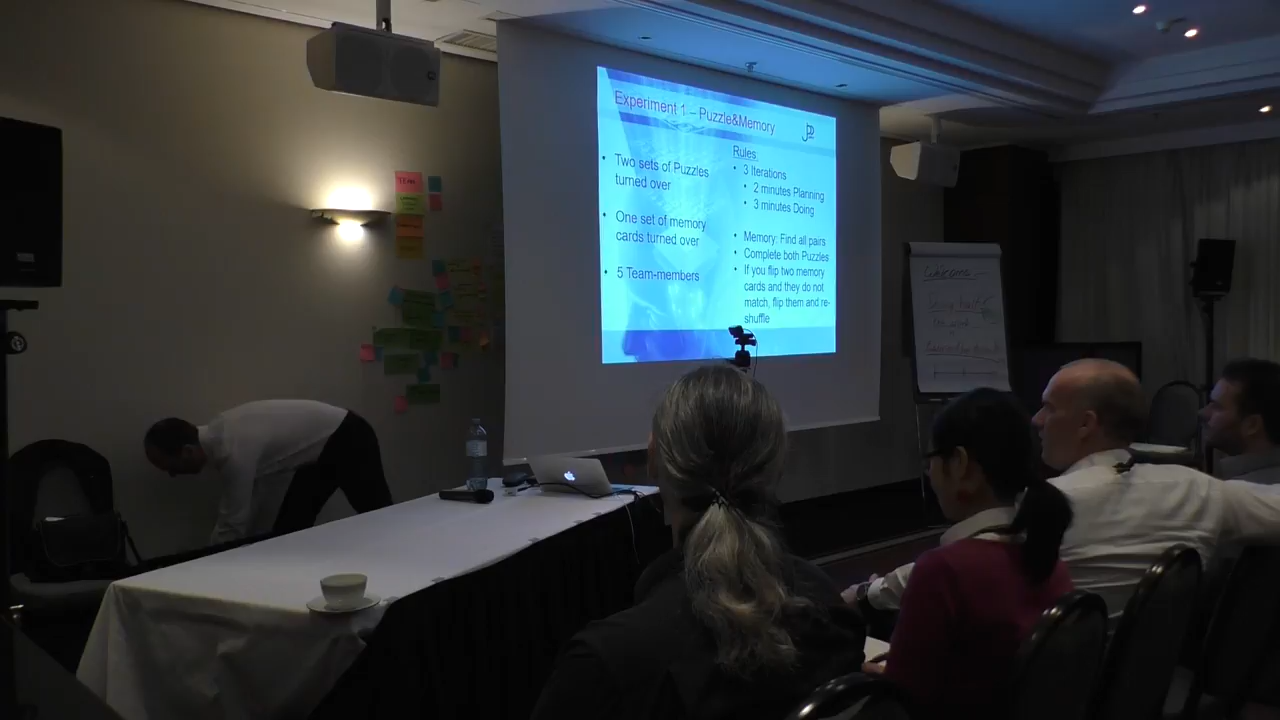 Experiment 1 – Puzzle&Memory
• Two sets of Puzzles
turned over
• One set of memory
cards turned over
• 5 Team-members
Rules:
• 3 Iterations
• 2 minutes Planning
• 3 minutes Doing
• Memory: Find all pairs
• Complete both Puzzles
• If you flip two memory
cards and they do not
match, flip them and re-
shuffle
TEAM